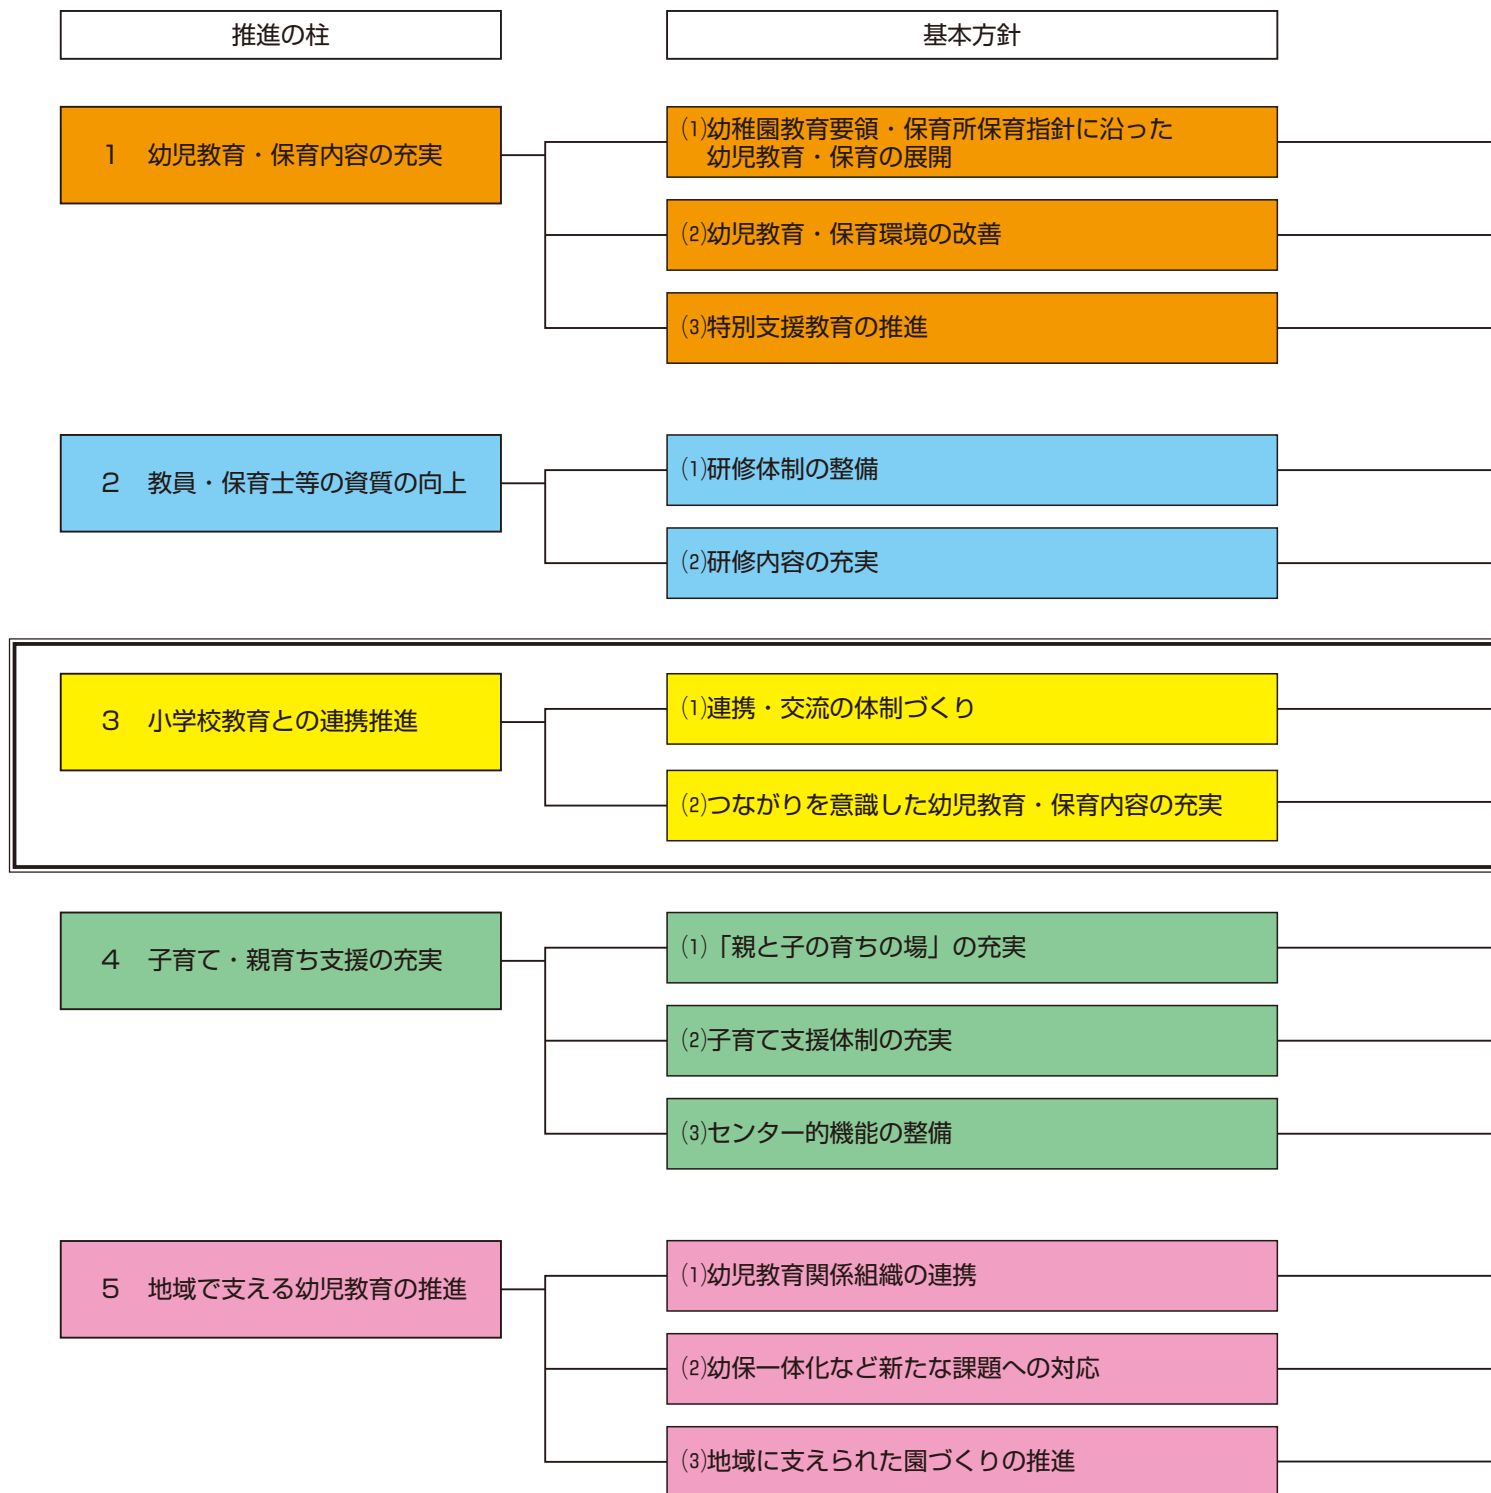 推進の柱
基本方針
1 幼児教育・保育内容の充実
⑴幼稚園教育要領・保育所保育指針に沿った
幼児教育・保育の展開
⑵幼児教育・保育環境の改善
⑶特別支援教育の推進
2 教員・保育士等の資質の向上
⑴研修体制の整備
⑵研修内容の充実
3 小学校教育との連携推進
⑴連携・交流の体制づくり
⑵つながりを意識した幼児教育・保育内容の充実
4 子育て・親育ち支援の充実
⑴「親と子の育ちの場」の充実
⑵子育て支援体制の充実
⑶センター的機能の整備
5 地域で支える幼児教育の推進
⑴幼児教育関係組織の連携
⑵幼保一体化など新たな課題への対応
⑶地域に支えられた園づくりの推進